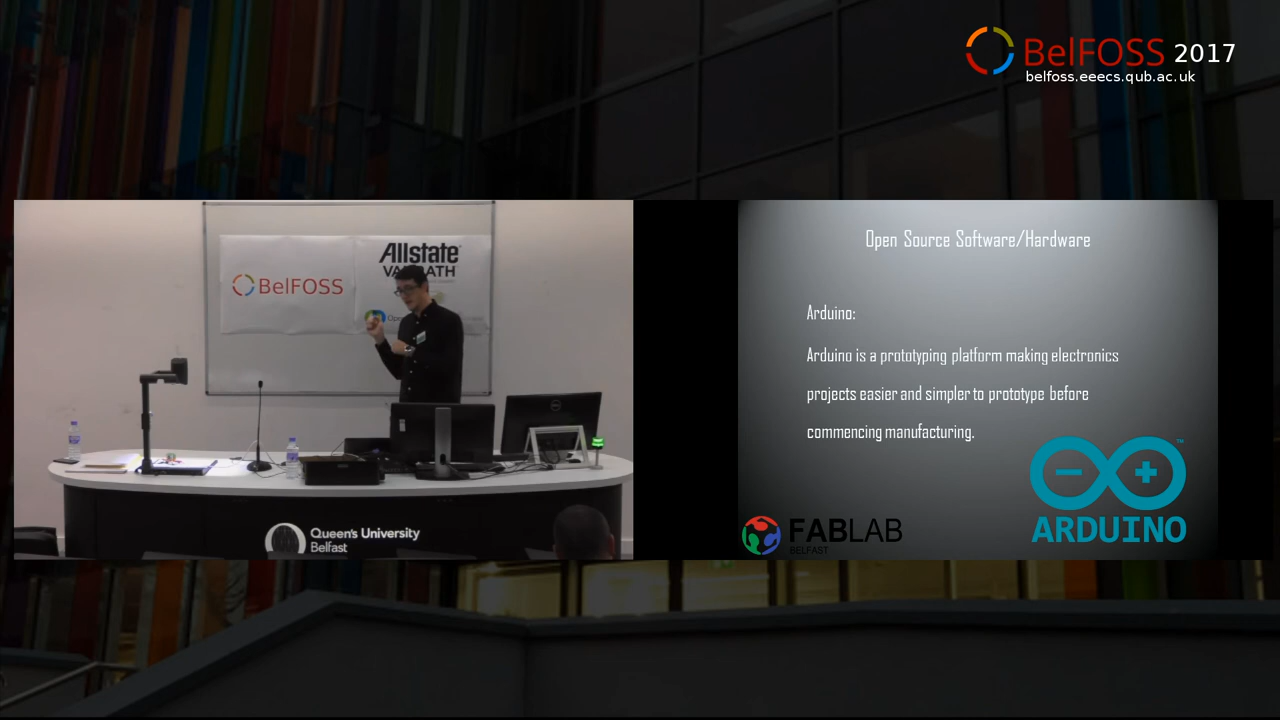 BelFOSS 2017
belfoss.eeecs.qub.ac.uk
Allstate
BelFOSS
Queen's University
Belfast
Open Source Software/Hardware
Arduino:
Arduino is a prototyping platform making electronics
projects easier and simpler to prototype before
commencing manufacturing.
ARDUINO
™
FABLAB
BELFAST